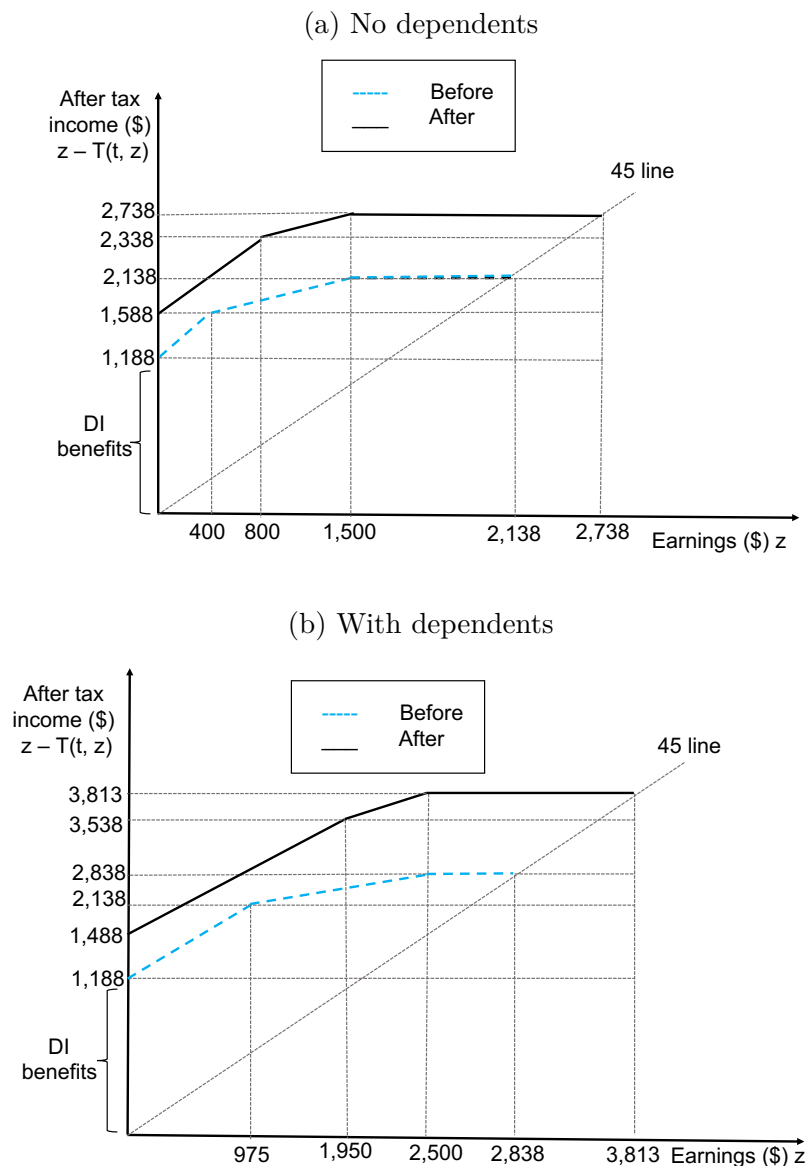 (a) No dependents
Before
After
After tax
income ($)
z – T(t, z)
45 line
2,738
2,338
2,138
1,588
1,188
DI
benefits
400
800
1,500
2,138
2,738
Earnings ($) z
(b) With dependents
Before
After
After tax
income ($)
z – T(t, z)
45 line
3,813
3,538
2,838
2,138
1,488
1,188
DI
benefits
975
1,950
2,500
2,838
3,813
Earnings ($) z